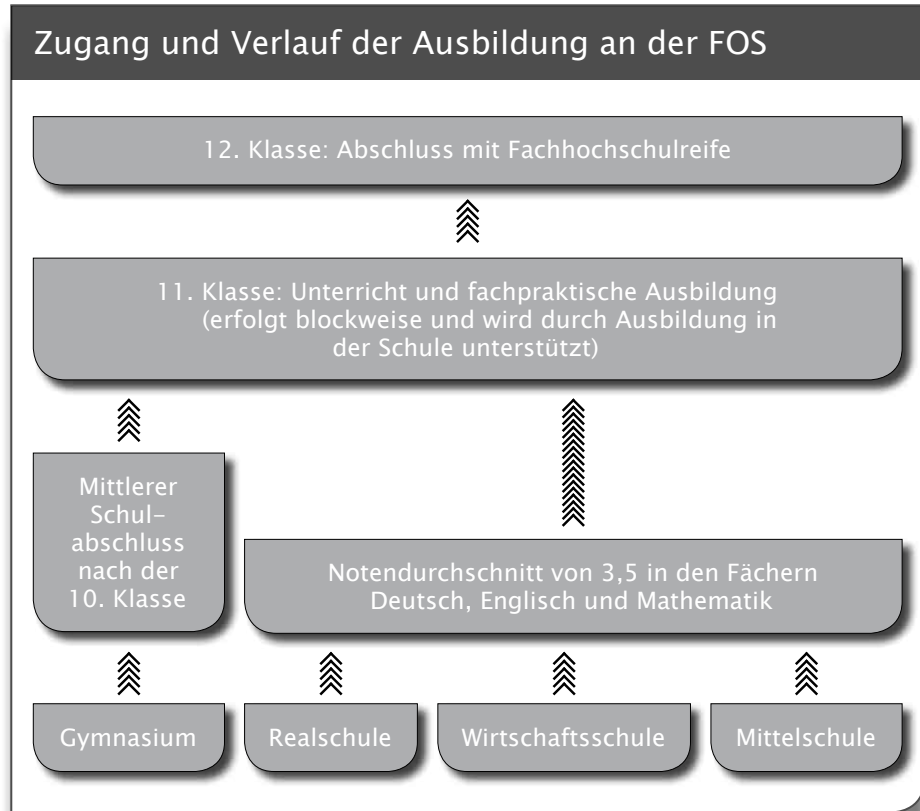 Zugang und Verlauf der Ausbildung an der FOS
12. Klasse: Abschluss mit Fachhochschulreife
11. Klasse: Unterricht und fachpraktische Ausbildung
(erfolgt blockweise und wird durch Ausbildung in
der Schule unterstützt)
Mittlerer
Schul-
abschluss
nach der
10. Klasse
Notendurchschnitt von 3,5 in den Fächern
Deutsch, Englisch und Mathematik
Gymnasium
Realschule
Wirtschaftsschule
Mittelschule